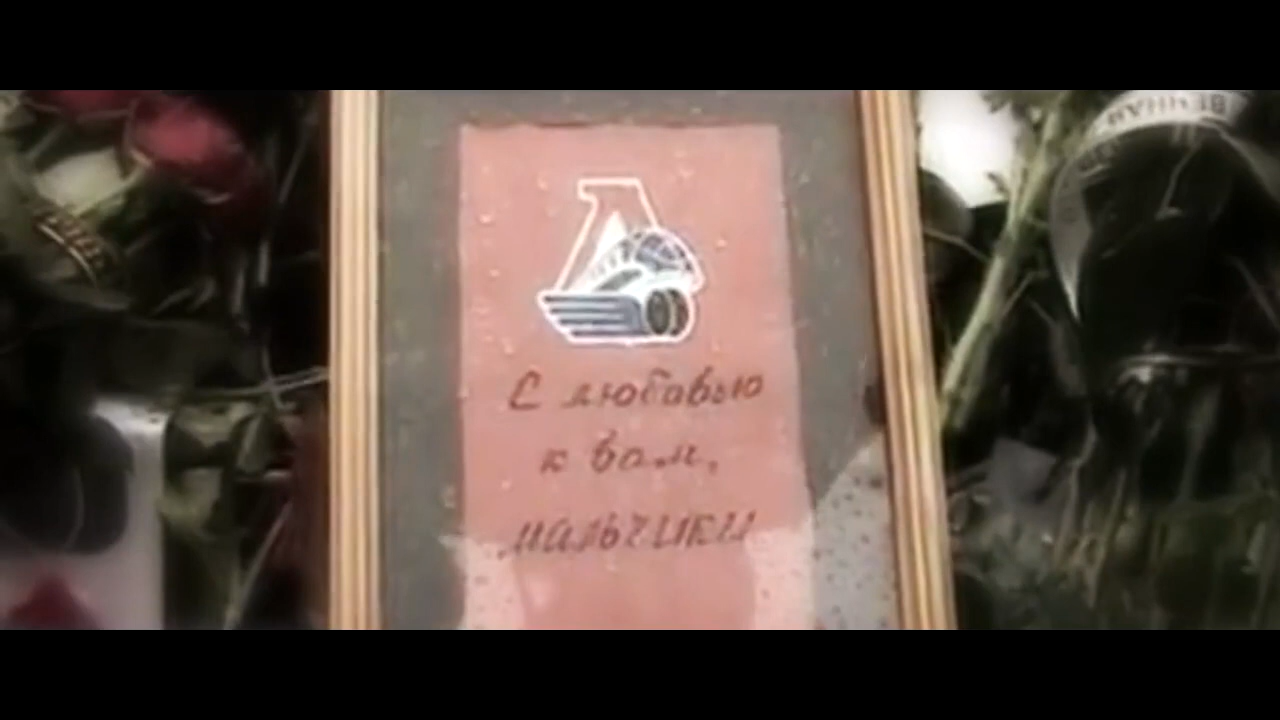 С любовью
к вам,
мальчики